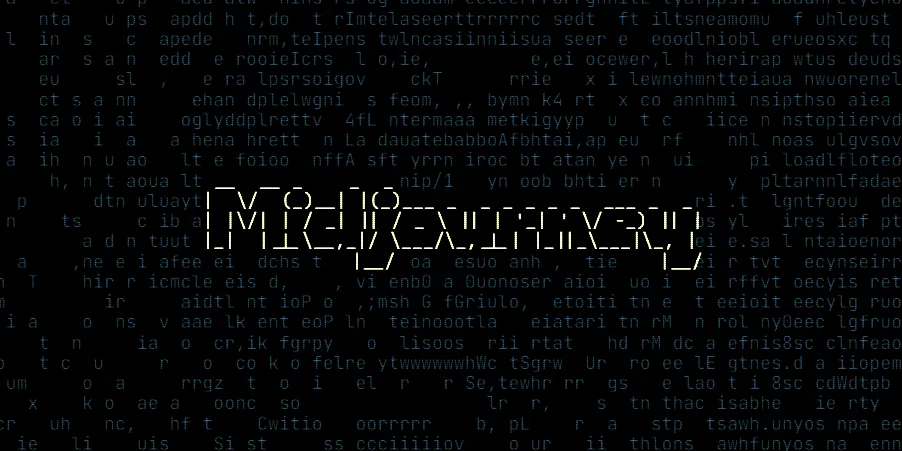 nta u ps apdd h t,do t rImtelaseerttrrrrrc sedt ft iltsneamomu f uhleust
l in s c apede nrm,teIpens twlncasiinniisua seer e eoodlniobl erueosxc tq
ar s a n edd e rooieIcrs l o,ie, e,ei ocewer,l h herirap wtus deuds
eu sl , e ra lpsrsoigov ckT rrie x i lewnohmntteiaua nwuorenel
ct s a nn ehan dplelwgni s feom, ,, bymn k4 rt x co annhmi nsipthso aiea
s ca o i ai oglyddplrettv 4fL ntermaaa metkigyyp u t c iice n nstopiiervd
s ia i a a hena hrett n La dauatebabboAfbhtai,ap eu rf nhl noas ulgvsov
a ih n u ao lt e foioo nffA sft yrrn iroc bt atan ye n ui pi loadlfloteo
h, n t aoua lt nip/1 yn oob bhti er n pltarnnlfadae
Midjourney
p dtn uluayt ri .t lgntfoou de
n ts c ib a s yl ires iaf pt
a d n tuut ei e.sa l ntaioenor
a ,ne e i afee ei dchs t oa esuo anh , tie ei r tvt ecynseirr
n T hir r icmcle eis d, , vi enb0 a 0uonoser aioi uo i ei rffvt oecyis ret
ir aidtl nt ioP o ,;msh G fGriulo, etoiti tn e t eeioit eecylg ruo
i a o ns v aae lk ent eoP ln teinoootla eiatari tn rM n rol ny0eec lgfruo
t n ia o cr,ik fgrpy o lisoos rii rtat hd rM dc a efnis8sc clnfeao
o t c u r o co k o felre ytwwwwwwhWc tSgrw Ur ro ee lE gtnes.d a iiopem
um o a rrgz t o i el r r Se,tewhr rr gs e lao t i 8sc cdWdtpb
x k o ae a oonc so lr r, s tn thac isabhe ie rty
cr uh nc, hf t Cwitio oorrrrr b, pL r a stp tsawh.unyos npa ee
ie li uis Si st ss ccciiiiiov o ur ii thlons awhfunyos na enn